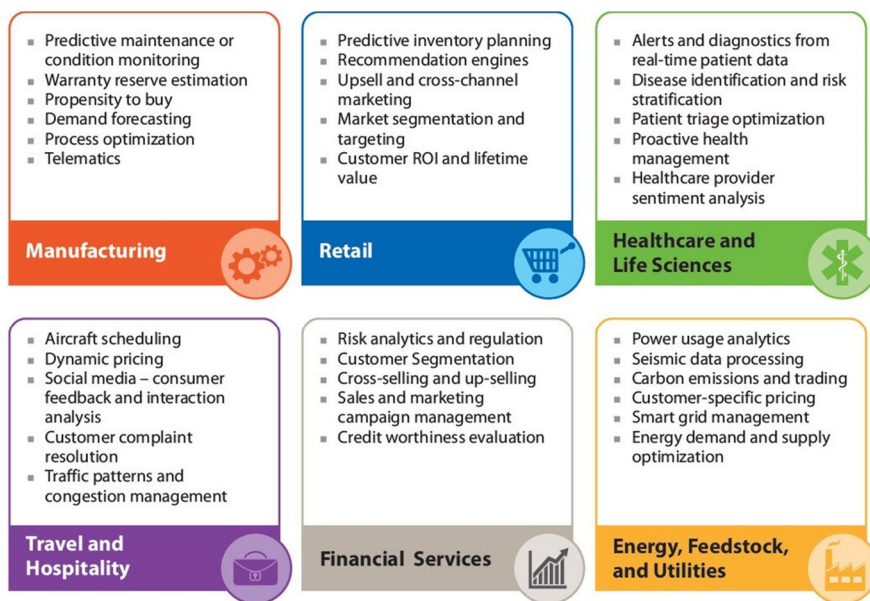 ▪ Predictive maintenance or
condition monitoring
▪ Warranty reserve estimation
▪ Propensity to buy
▪ Demand forecasting
▪ Process optimization
▪ Telematics
Manufacturing
▪ Predictive inventory planning
▪ Recommendation engines
▪ Upsell and cross-channel
marketing
▪ Market segmentation and
targeting
▪ Customer ROI and lifetime
value
Retail
▪ Alerts and diagnostics from
real-time patient data
▪ Disease identification and risk
stratification
▪ Patient triage optimization
▪ Proactive health
management
▪ Healthcare provider
sentiment analysis
Healthcare and
Life Sciences
▪ Aircraft scheduling
▪ Dynamic pricing
▪ Social media – consumer
feedback and interaction
analysis
▪ Customer complaint
resolution
▪ Traffic patterns and
congestion management
Travel and
Hospitality
▪ Risk analytics and regulation
▪ Customer Segmentation
▪ Cross-selling and up-selling
▪ Sales and marketing
campaign management
▪ Credit worthiness evaluation
Financial Services
▪ Power usage analytics
▪ Seismic data processing
▪ Carbon emissions and trading
▪ Customer-specific pricing
▪ Smart grid management
▪ Energy demand and supply
optimization
Energy, Feedstock,
and Utilities